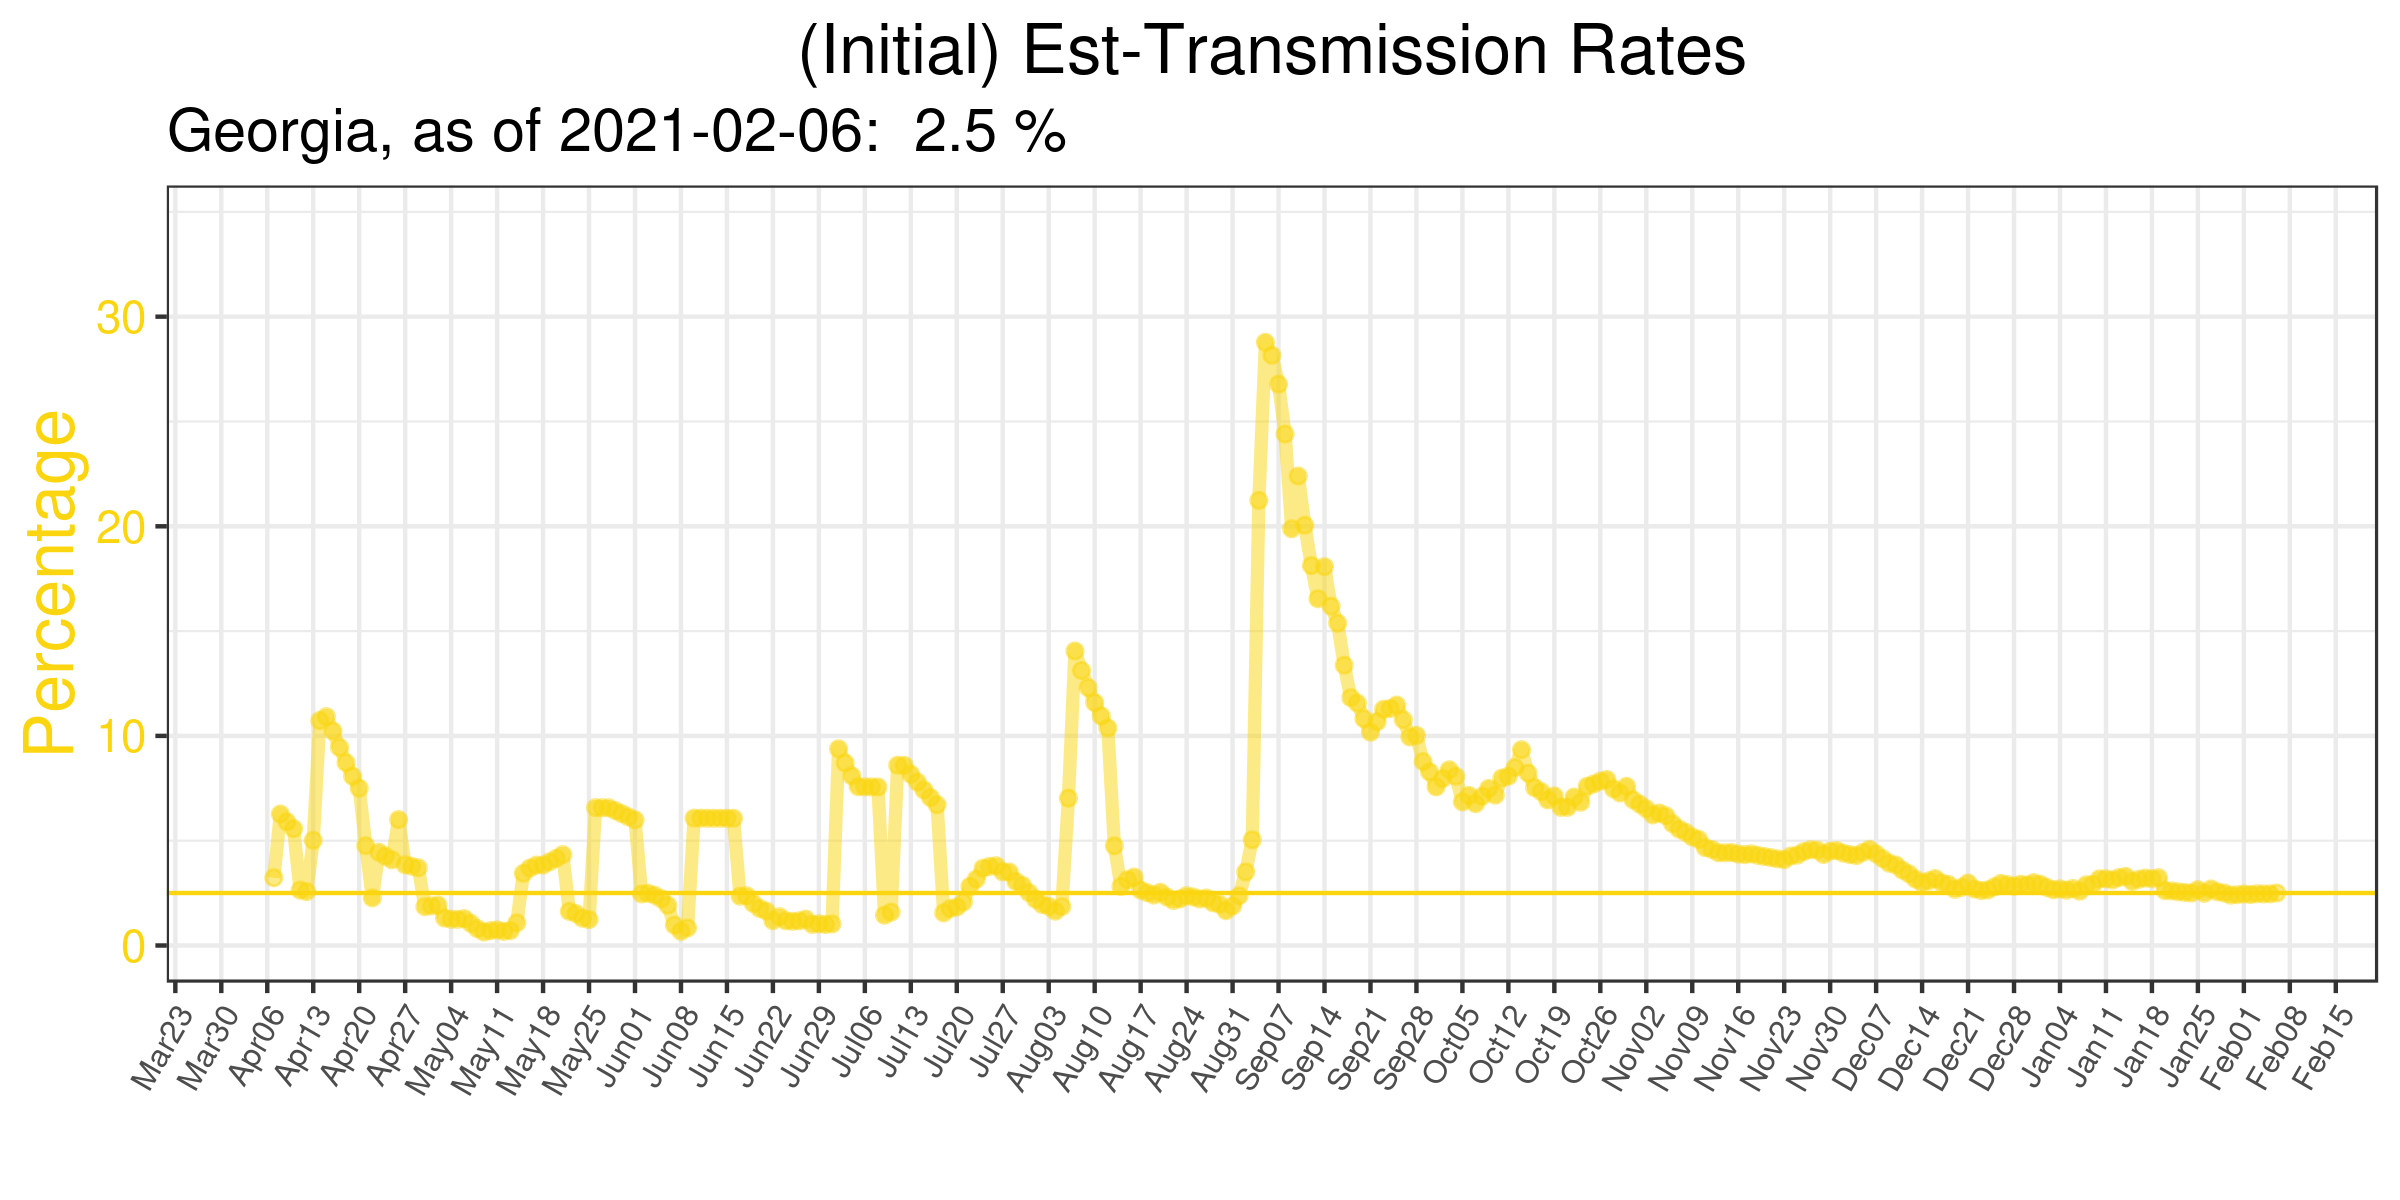 (Initial) Est-Transmission Rates
Georgia, as of 2021-02-06:  2.5 %
Percentage
30
20
10
0
Mar23 Mar30 Apr06 Apr13 Apr20 Apr27 May04 May11 May18 May25 Jun01 Jun08 Jun15 Jun22 Jun29 Jul06 Jul13 Jul20 Jul27 Aug03 Aug10 Aug17 Aug24 Aug31 Sep07 Sep14 Sep21 Sep28 Oct05 Oct12 Oct19 Oct26 Nov02 Nov09 Nov16 Nov23 Nov30 Dec07 Dec14 Dec21 Dec28 Jan04 Jan11 Jan18 Jan25 Feb01 Feb08 Feb15